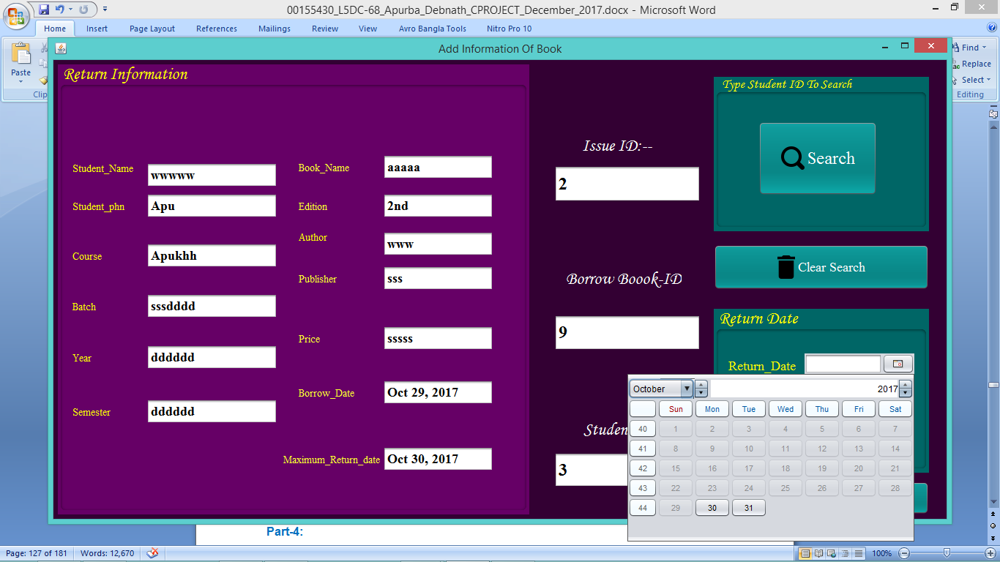 00155430_L5DC-68_Apurba_Debnath_CPROJECT_December_2017.docx - Microsoft Word
Home Insert Page Layout References Mailings Review View Avro Bangla Tools Nitro Pro 10
Paste
Find
Replace
Select
Editing
Add Information Of Book
Return Information
Student_Name wwwww
Student_phn Apu
Course Apukhh
Batch sssdddd
Year dddddd
Semester dddddd
Book_Name aaaaa
Edition 2nd
Author www
Publisher sss
Price sssss
Borrow_Date Oct 29, 2017
Maximum_Return_date Oct 30, 2017
Issue ID:--
2
Borrow Boook-ID
9
3
Type Student ID To Search
Search
Clear Search
Return Date
Return_Date
October 2017
Sun Mon Tue Wed Thu Fri Sat
40 1 2 3 4 5 6 7
41 8 9 10 11 12 13 14
42 15 16 17 18 19 20 21
43 22 23 24 25 26 27 28
44 29 30 31
Part-4:
Page: 127 of 181 Words: 12,670 100%